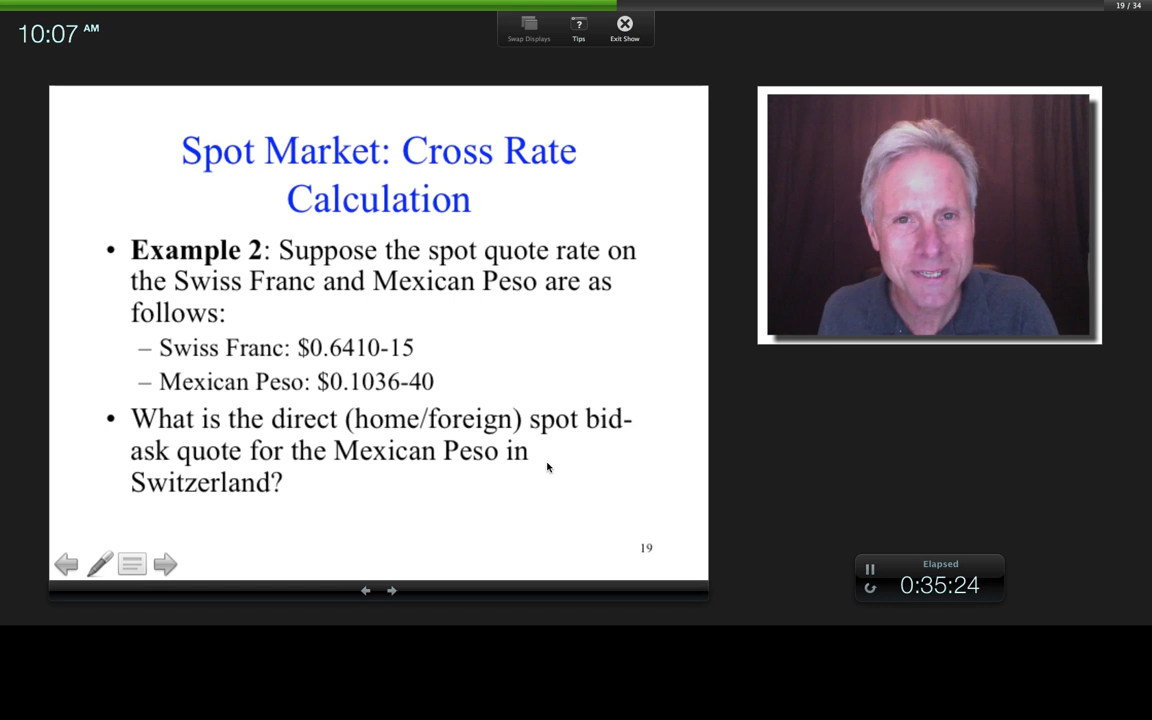 19 / 34
10:07 AM
Swap Displays
Tips
Exit Show
Spot Market: Cross Rate
Calculation
• Example 2: Suppose the spot quote rate on
the Swiss Franc and Mexican Peso are as
follows:
– Swiss Franc: $0.6410-15
– Mexican Peso: $0.1036-40
• What is the direct (home/foreign) spot bid-
ask quote for the Mexican Peso in
Switzerland?
19
Elapsed
0:35:24